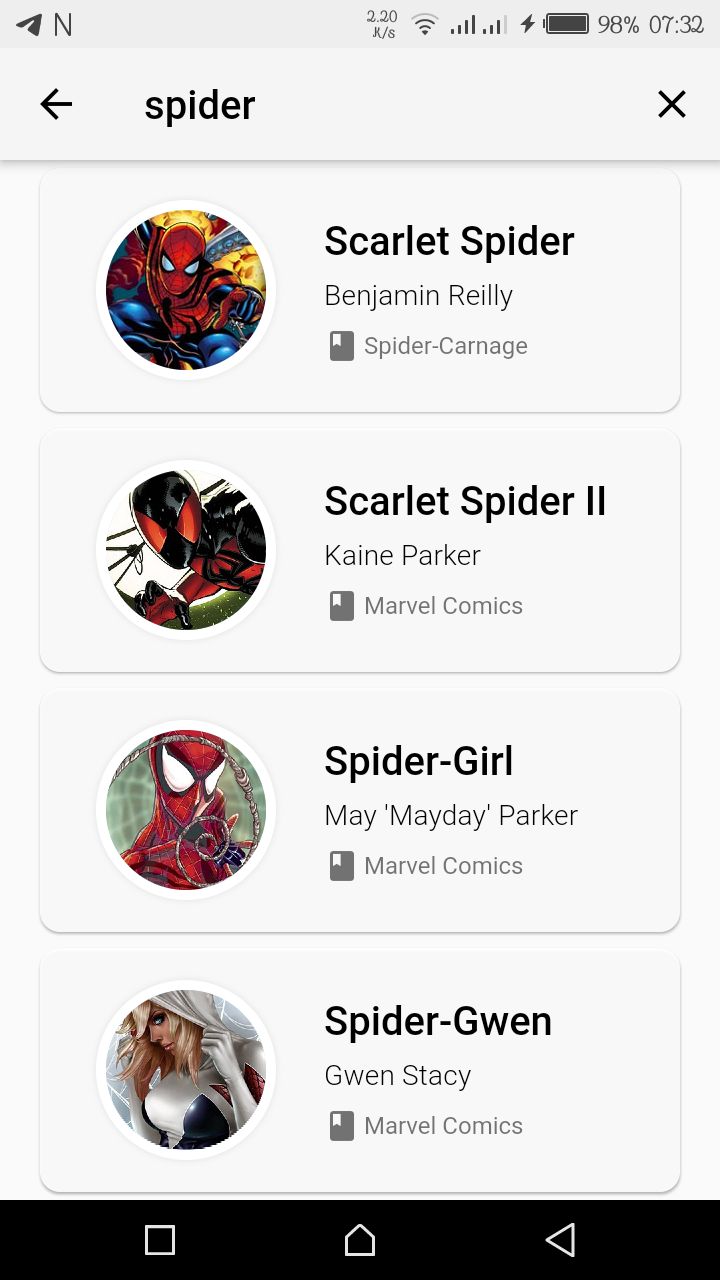 N 2.20 K/s 98% 07:32
spider
Scarlet Spider
Benjamin Reilly
Spider-Carnage
Scarlet Spider II
Kaine Parker
Marvel Comics
Spider-Girl
May 'Mayday' Parker
Marvel Comics
Spider-Gwen
Gwen Stacy
Marvel Comics